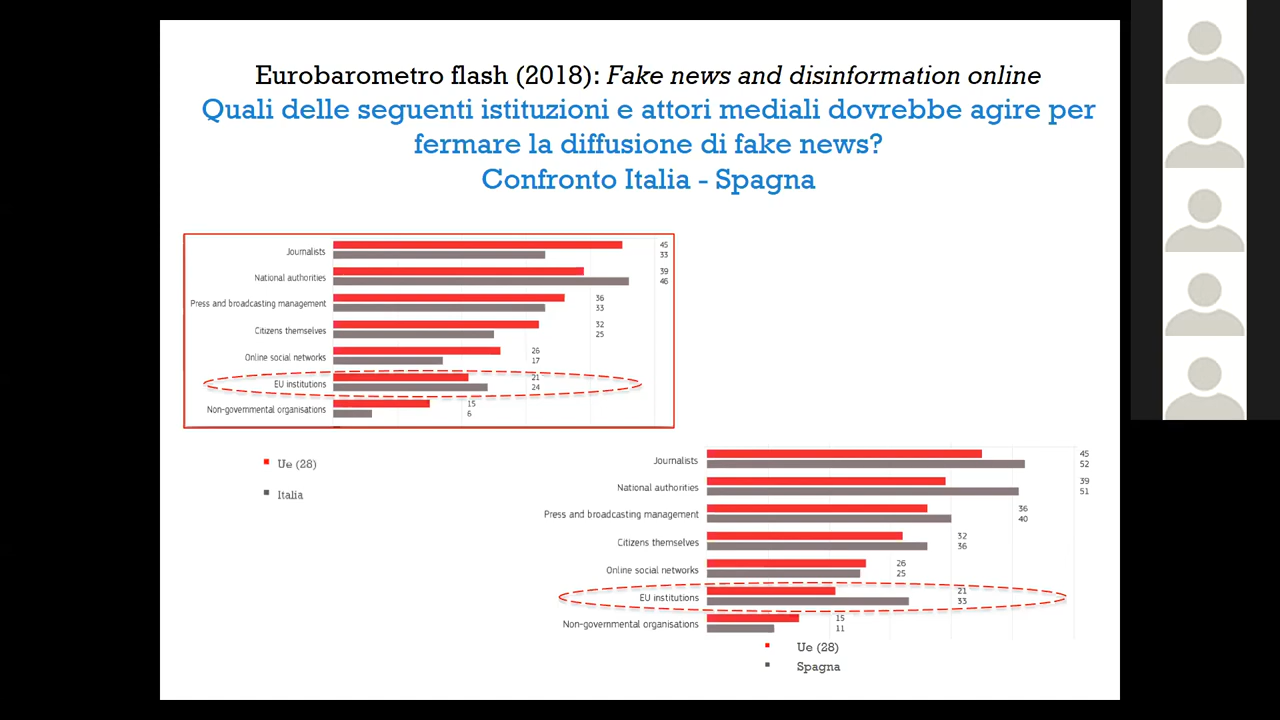 Eurobarometro flash (2018): Fake news and disinformation online
Quali delle seguenti istituzioni e attori mediali dovrebbe agire per
fermare la diffusione di fake news?
Confronto Italia - Spagna
Journalists 45
33
National authorities 39
46
Press and broadcasting management 36
33
Citizens themselves 32
25
Online social networks 26
17
EU institutions 21
24
Non-governmental organisations 15
6
Ue (28)
Italia
Journalists 45
52
National authorities 39
51
Press and broadcasting management 36
40
Citizens themselves 32
36
Online social networks 26
25
EU institutions 21
33
Non-governmental organisations 15
11
Ue (28)
Spagna